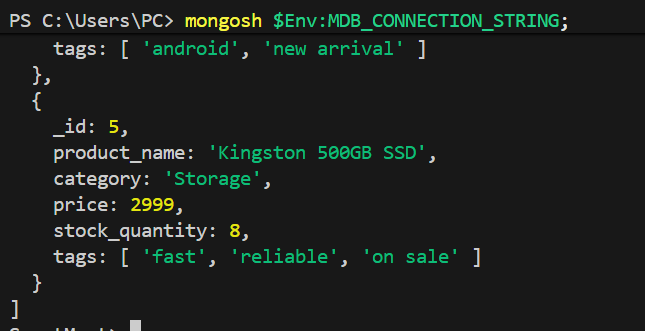 PS C:\Users\PC> mongosh $Env:MDB_CONNECTION_STRING;
tags: [ 'android', 'new arrival' ]
},
{
_id: 5,
product_name: 'Kingston 500GB SSD',
category: 'Storage',
price: 2999,
stock_quantity: 8,
tags: [ 'fast', 'reliable', 'on sale' ]
}
]